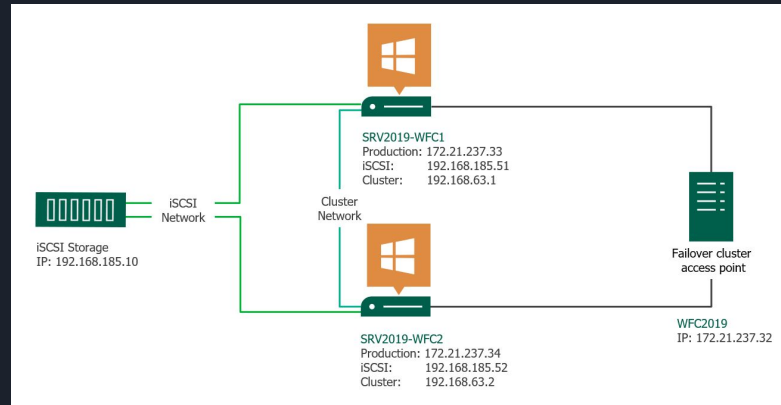 SRV2019-WFC1
Production: 172.21.237.33
iSCSI: 192.168.185.51
Cluster: 192.168.63.1
iSCSI
Network
Cluster
Network
iSCSI Storage
IP: 192.168.185.10
Failover cluster
access point
WFC2019
IP: 172.21.237.32
SRV2019-WFC2
Production: 172.21.237.34
iSCSI: 192.168.185.52
Cluster: 192.168.63.2